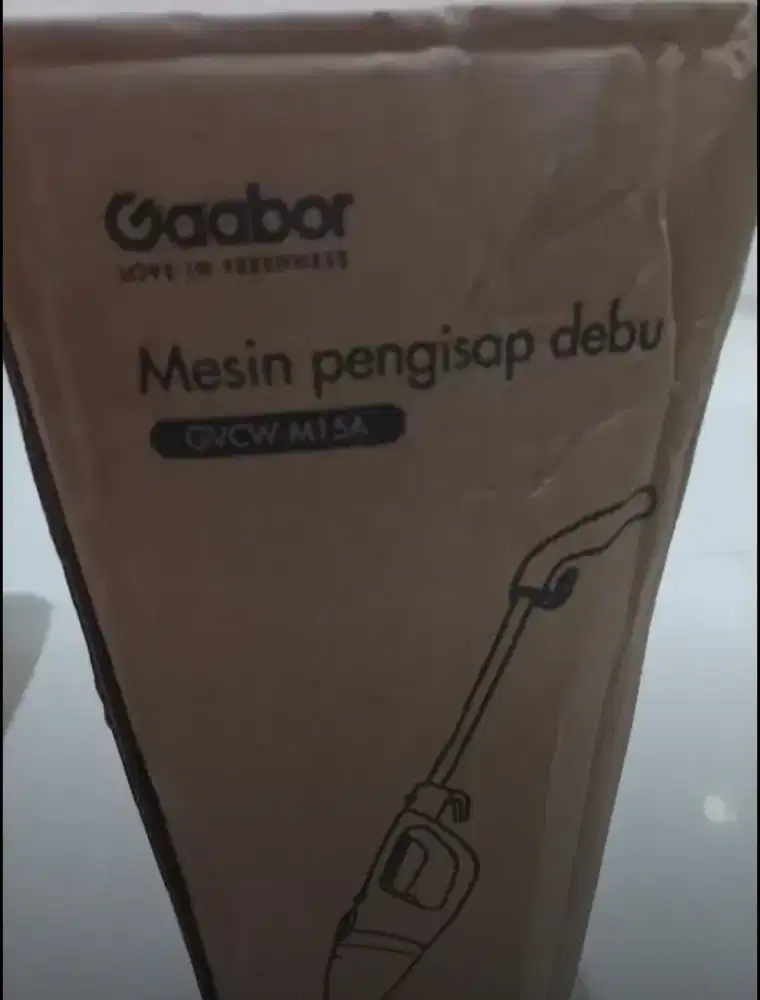 Gaabor
LOVE IN FRESHNESS
Mesin pengisap debu
GVCW-M15A